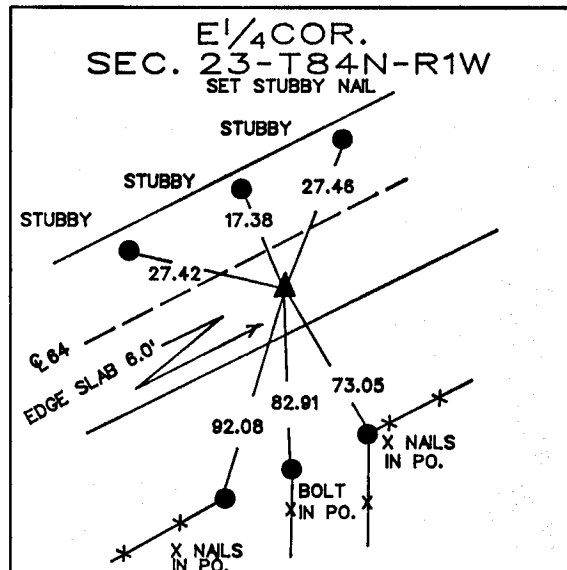 E1/4COR.
SEC. 23-T84N-R1W
SET STUBBY NAIL
STUBBY
STUBBY
STUBBY
27.46
17.38
27.42
℄64
EDGE SLAB 6.0'
73.05
82.91
92.08
X NAILS
IN PO.
BOLT
IN PO.
X NAILS
IN PO.